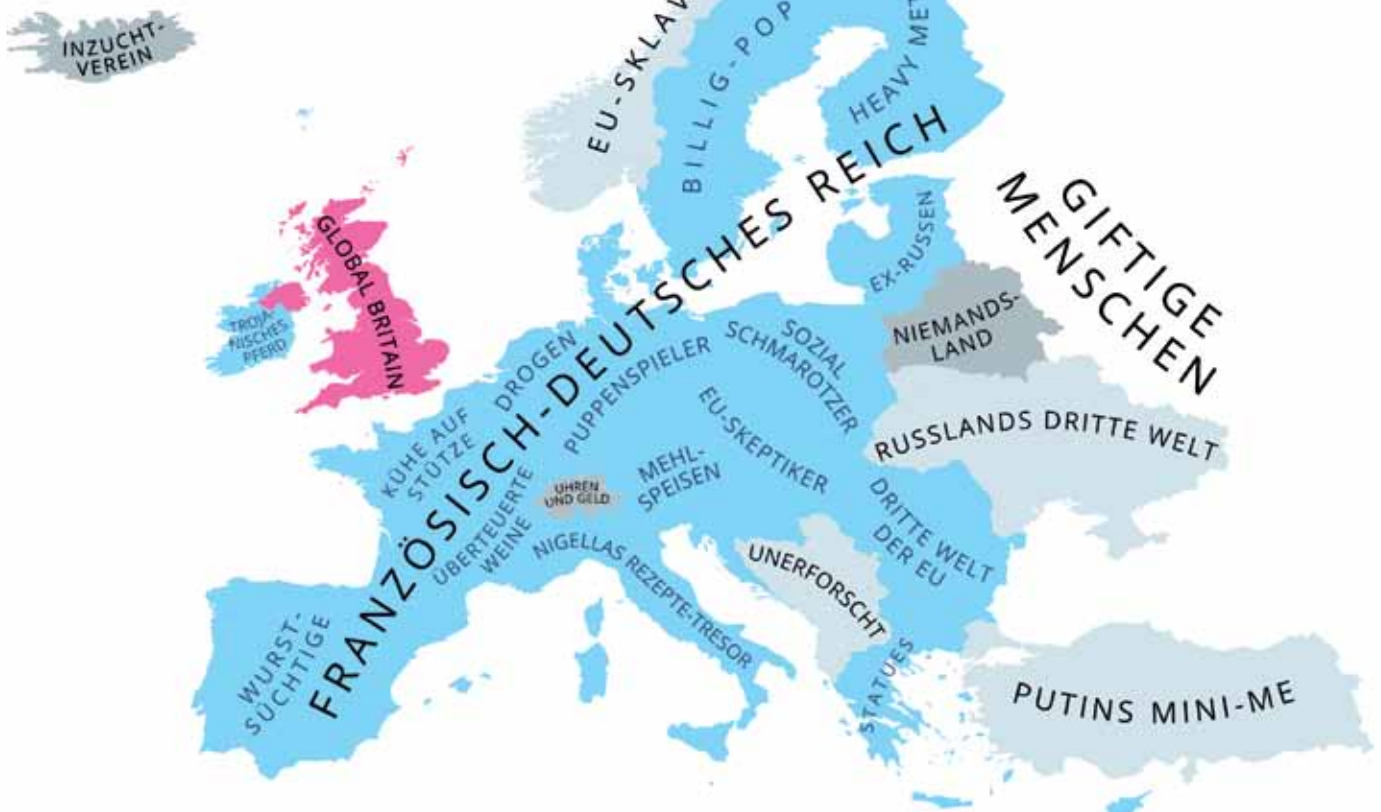 INZUCHT-
VEREIN
EU-SKLAV
BILLIG-POP
HEAVY MET
GIFTIGE
MENSCHEN
FRANZÖSISCH-DEUTSCHES REICH
EX-RUSSEN
GLOBAL BRITAIN
TROJA-
NISCHES
PFERD
NIEMANDS-
LAND
DROGEN
PUPPENSPIELER
SOZIAL
SCHMAROTZER
RUSSLANDS DRITTE WELT
KÜHE AUF
STÜTZE
EU-SKEPTIKER
MEHL-
SPEISEN
UHREN
UND GELD
ÜBERTEUERTE
WEINE
DRITTE WELT
DER EU
NIGELLAS REZEPTE-TRESOR
UNERFORSCHT
WURST-
SÜCHTIGE
STATUES
PUTINS MINI-ME